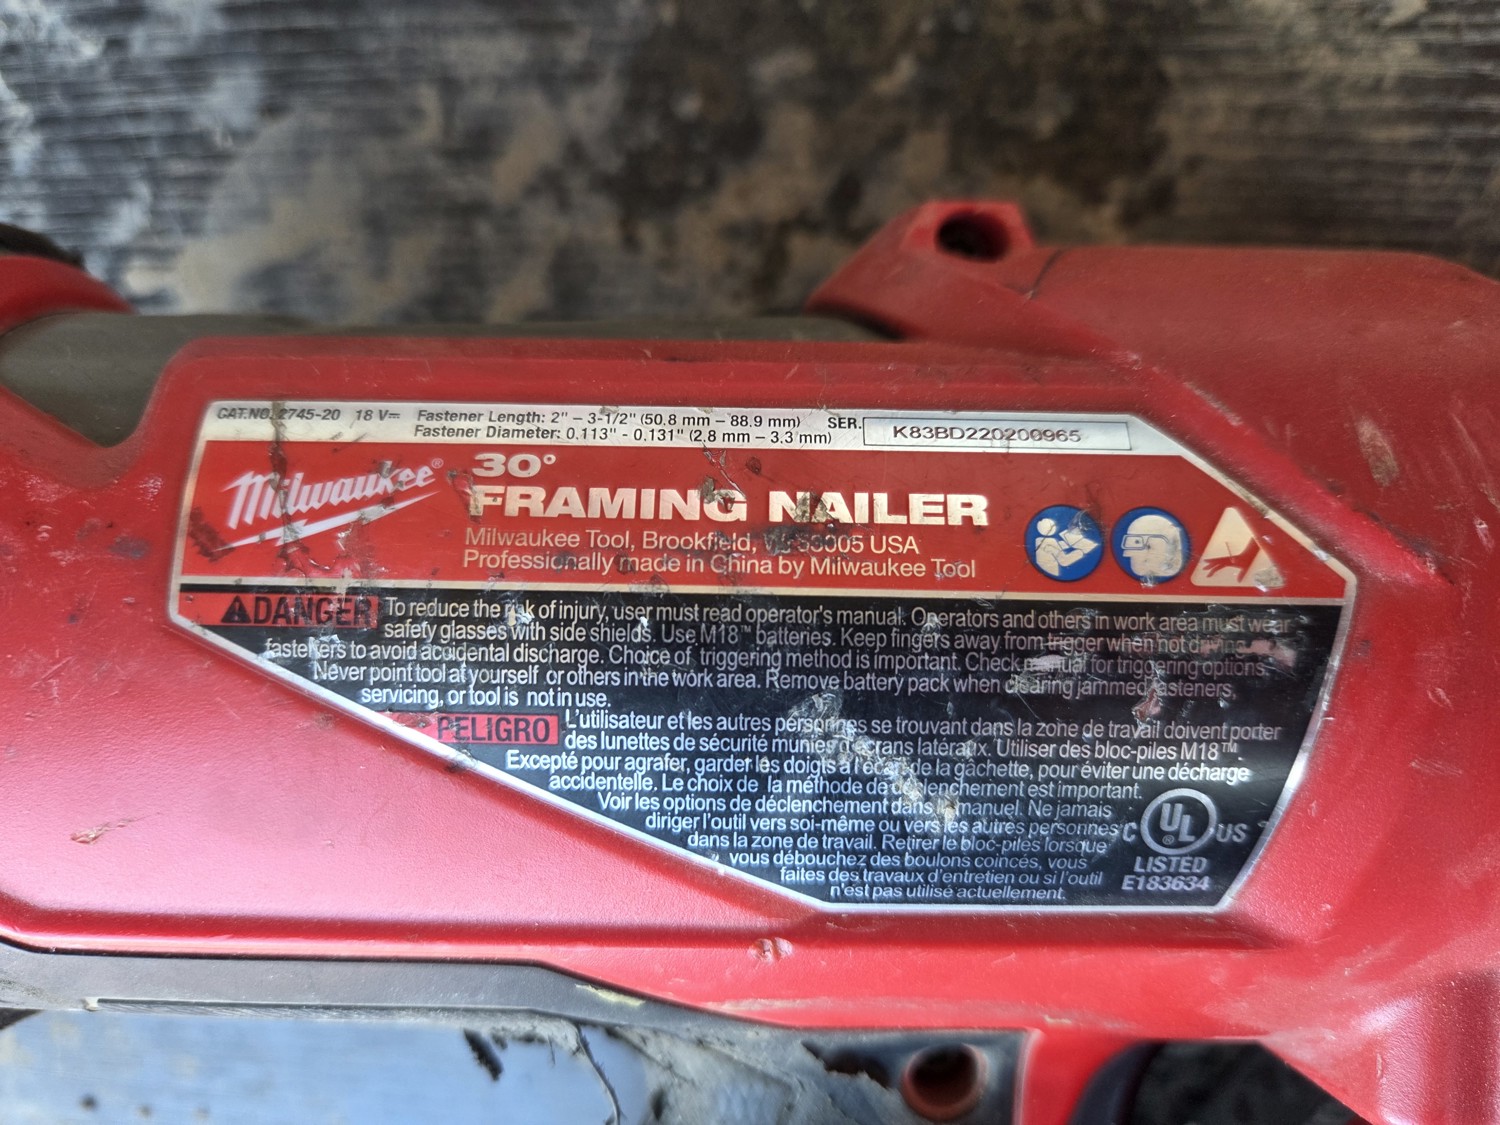 CAT.NO. 2745-20 18 V⎓ Fastener Length: 2" – 3-1/2" (50.8 mm – 88.9 mm)
Fastener Diameter: 0.113" - 0.131" (2.8 mm – 3.3 mm)
SER. K83BD220200965
Milwaukee®
30°
FRAMING NAILER
Milwaukee Tool, Brookfield, 53005 USA
Professionally made in China by Milwaukee Tool
⚠DANGER To reduce the risk of injury, user must read operator's manual. Operators and others in work area must wear
safety glasses with side shields. Use M18™ batteries. Keep fingers away from trigger when not driving
fasteners to avoid accidental discharge. Choice of triggering method is important. Check manual for triggering options.
Never point tool at yourself or others in the work area. Remove battery pack when clearing jammed fasteners,
servicing, or tool is not in use.
PELIGRO L'utilisateur et les autres personnes se trouvant dans la zone de travail doivent porter
des lunettes de sécurité munies d'écrans latéraux. Utiliser des bloc-piles M18™.
Excepté pour agrafer, garder les doigts à l'écart de la gâchette, pour éviter une décharge
accidentelle. Le choix de la méthode de déclenchement est important.
Voir les options de déclenchement dans manuel. Ne jamais
diriger l'outil vers soi-même ou vers les autres personnes
dans la zone de travail. Retirer le bloc-piles lorsque
vous débouchez des boulons coincés, vous
faites des travaux d'entretien ou si l'outil
n'est pas utilisé actuellement.
C UL® US
LISTED
E183634